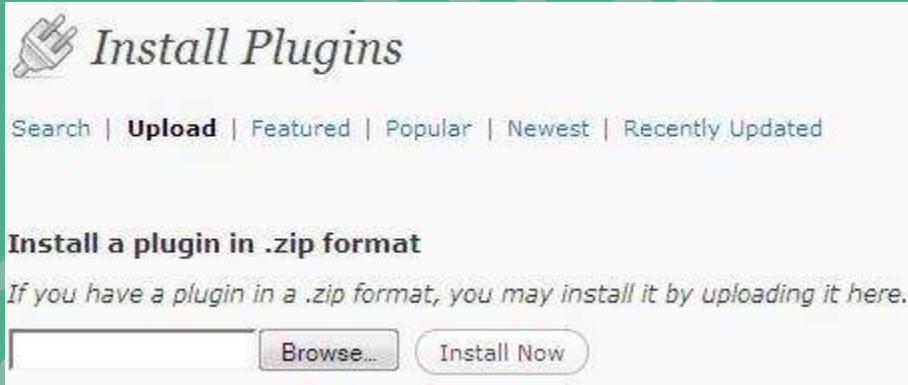 Install Plugins
Search | Upload | Featured | Popular | Newest | Recently Updated
Install a plugin in .zip format
If you have a plugin in a .zip format, you may install it by uploading it here.
Browse... Install Now